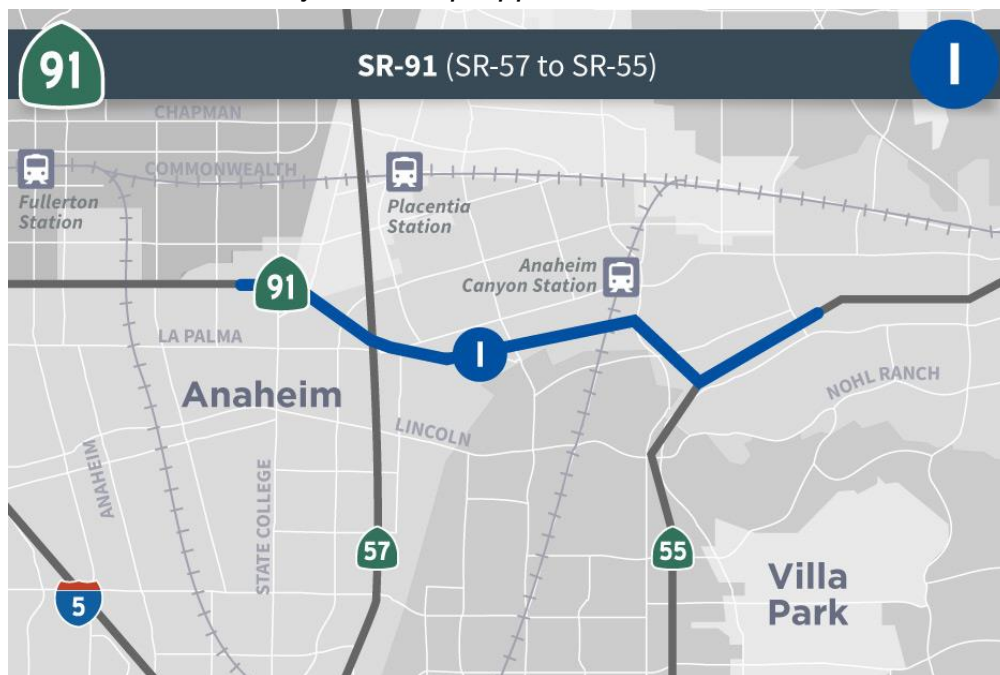 91
SR-91 (SR-57 to SR-55)
I
CHAPMAN
COMMONWEALTH
Fullerton
Station
Placentia
Station
Anaheim
Canyon Station
91
LA PALMA
I
Anaheim
NOHL RANCH
LINCOLN
ANAHEIM
STATE COLLEGE
57
55
5
Villa
Park